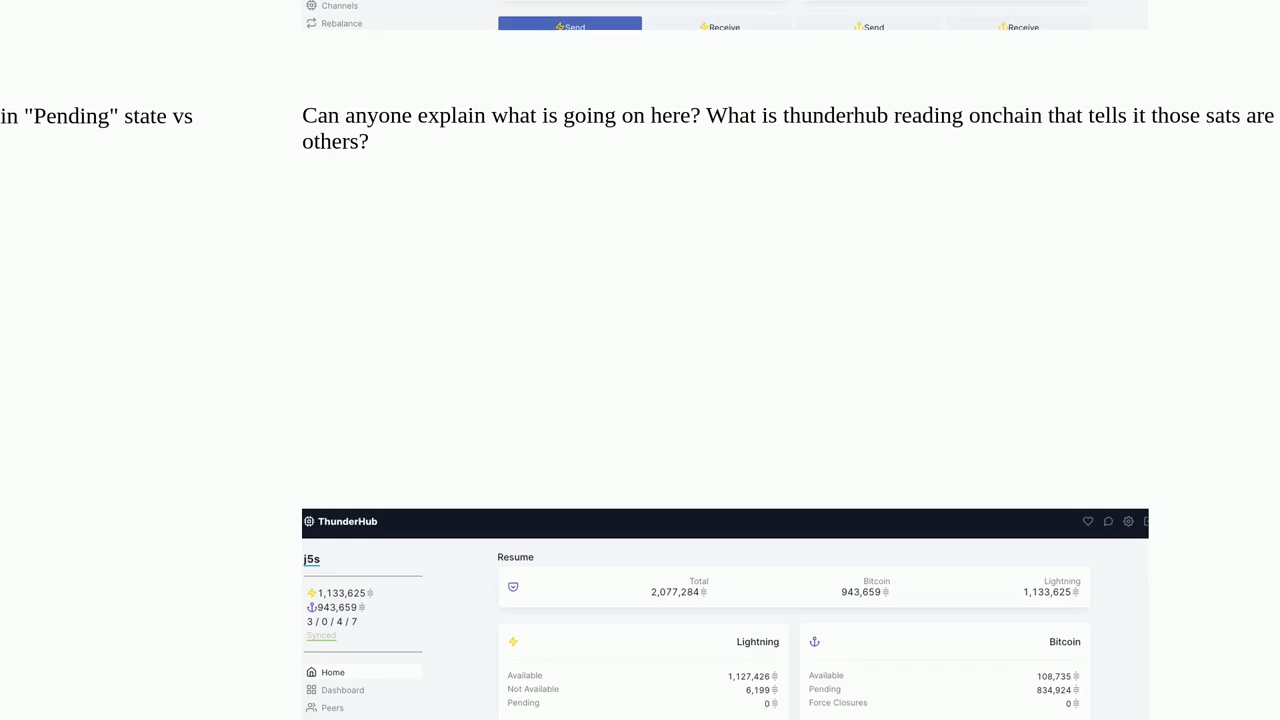 Channels
Rebalance
Send
Receive
Send
Receive
in "Pending" state vs
Can anyone explain what is going on here? What is thunderhub reading onchain that tells it those sats are
others?
ThunderHub
j5s
1,133,625
943,659
3 / 0 / 4 / 7
Synced
Home
Dashboard
Peers
Resume
Total
2,077,284
Bitcoin
943,659
Lightning
1,133,625
Lightning
Available 1,127,426
Not Available 6,199
Pending 0
Bitcoin
Available 108,735
Pending 834,924
Force Closures 0